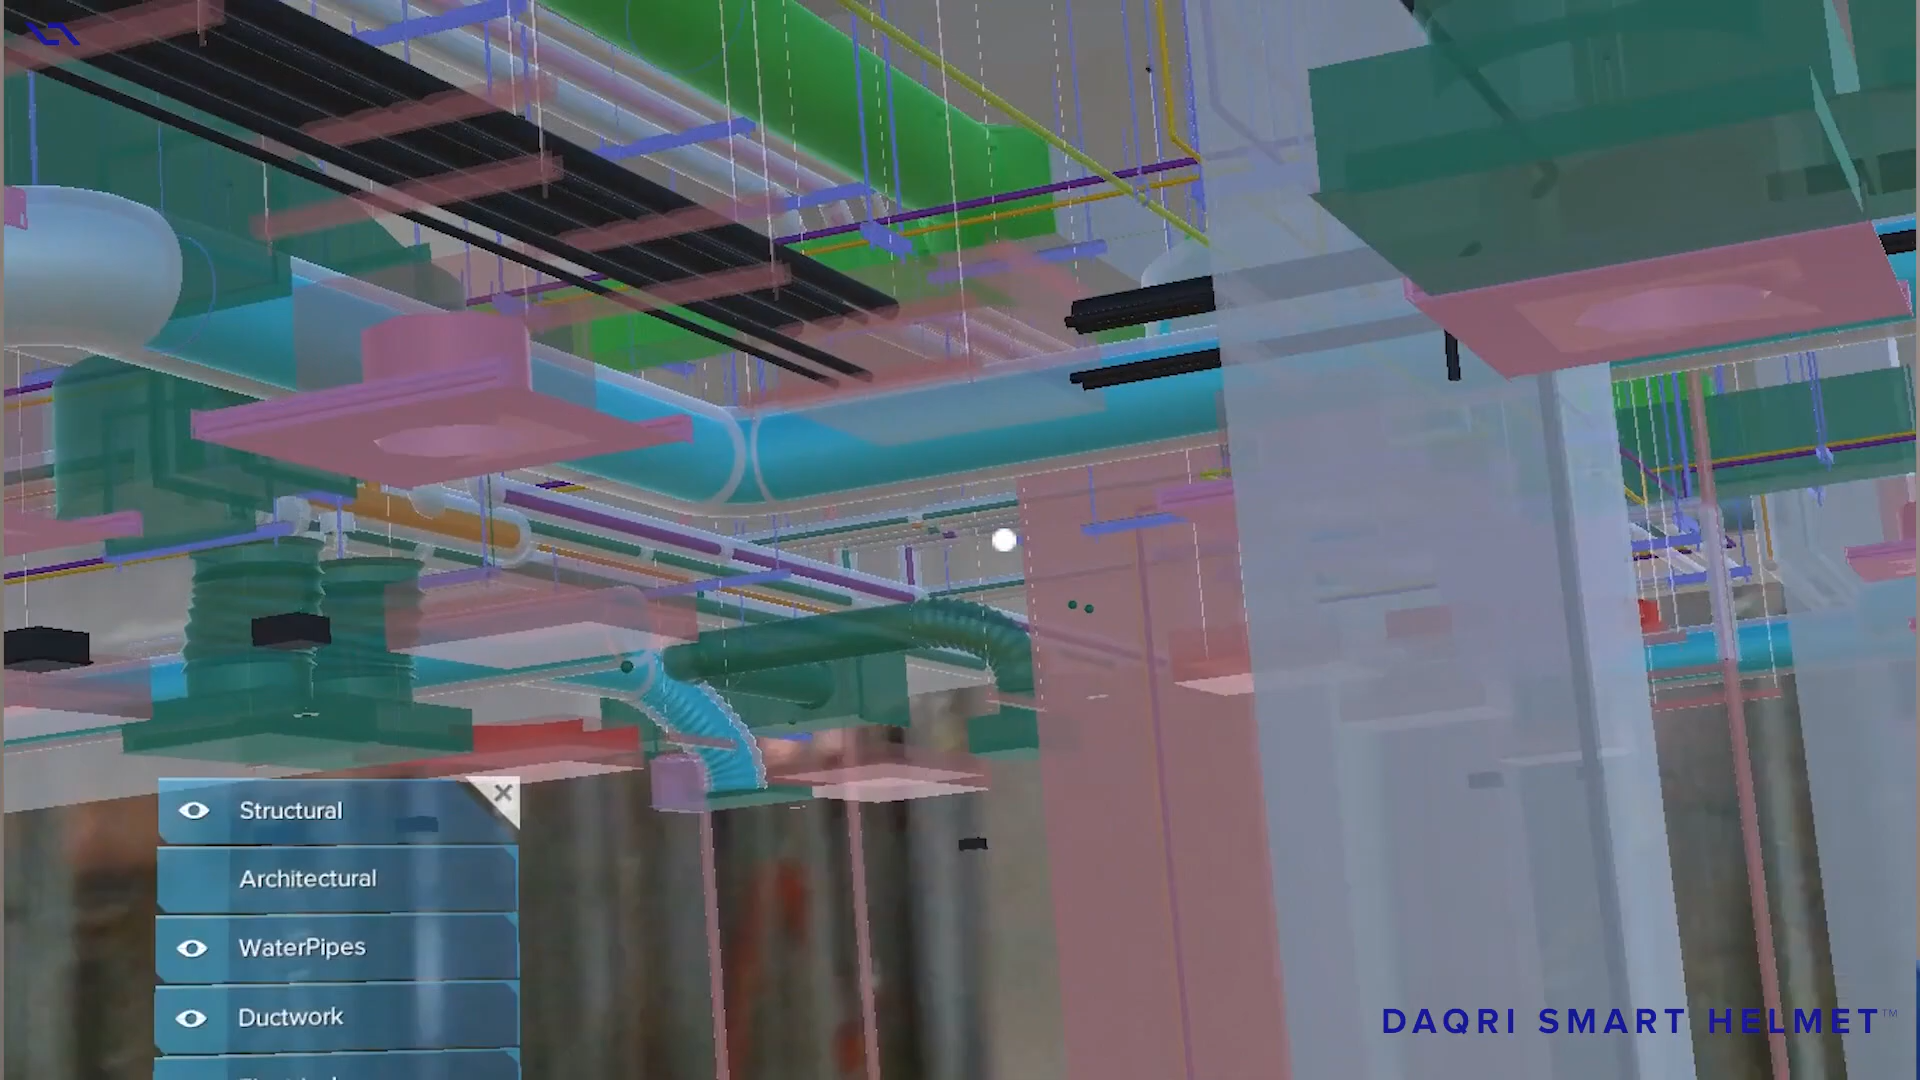 Structural
Architectural
WaterPipes
Ductwork
DAQRI SMART HELMET™